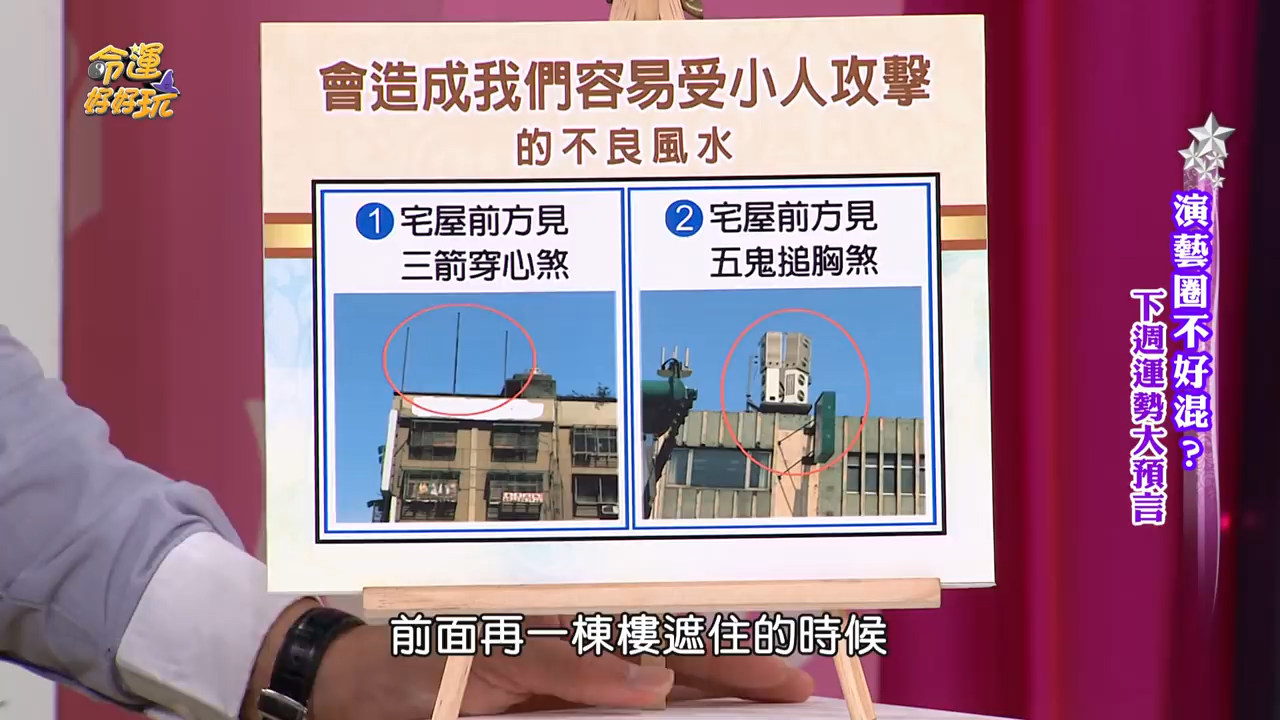 命運
好好玩
會造成我們容易受小人攻擊
的不良風水
1 宅屋前方見
三箭穿心煞
2 宅屋前方見
五鬼搥胸煞
演藝圈不好混？
下週運勢大預言
前面再一棟樓遮住的時候